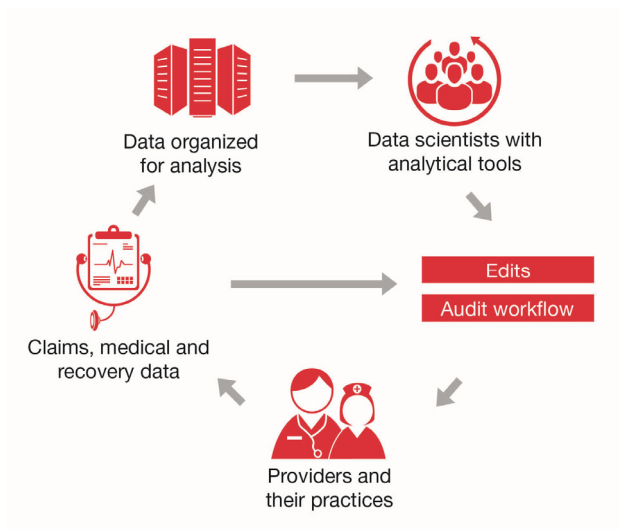 Data organized
for analysis
Data scientists with
analytical tools
Claims, medical and
recovery data
Edits
Audit workflow
Providers and
their practices